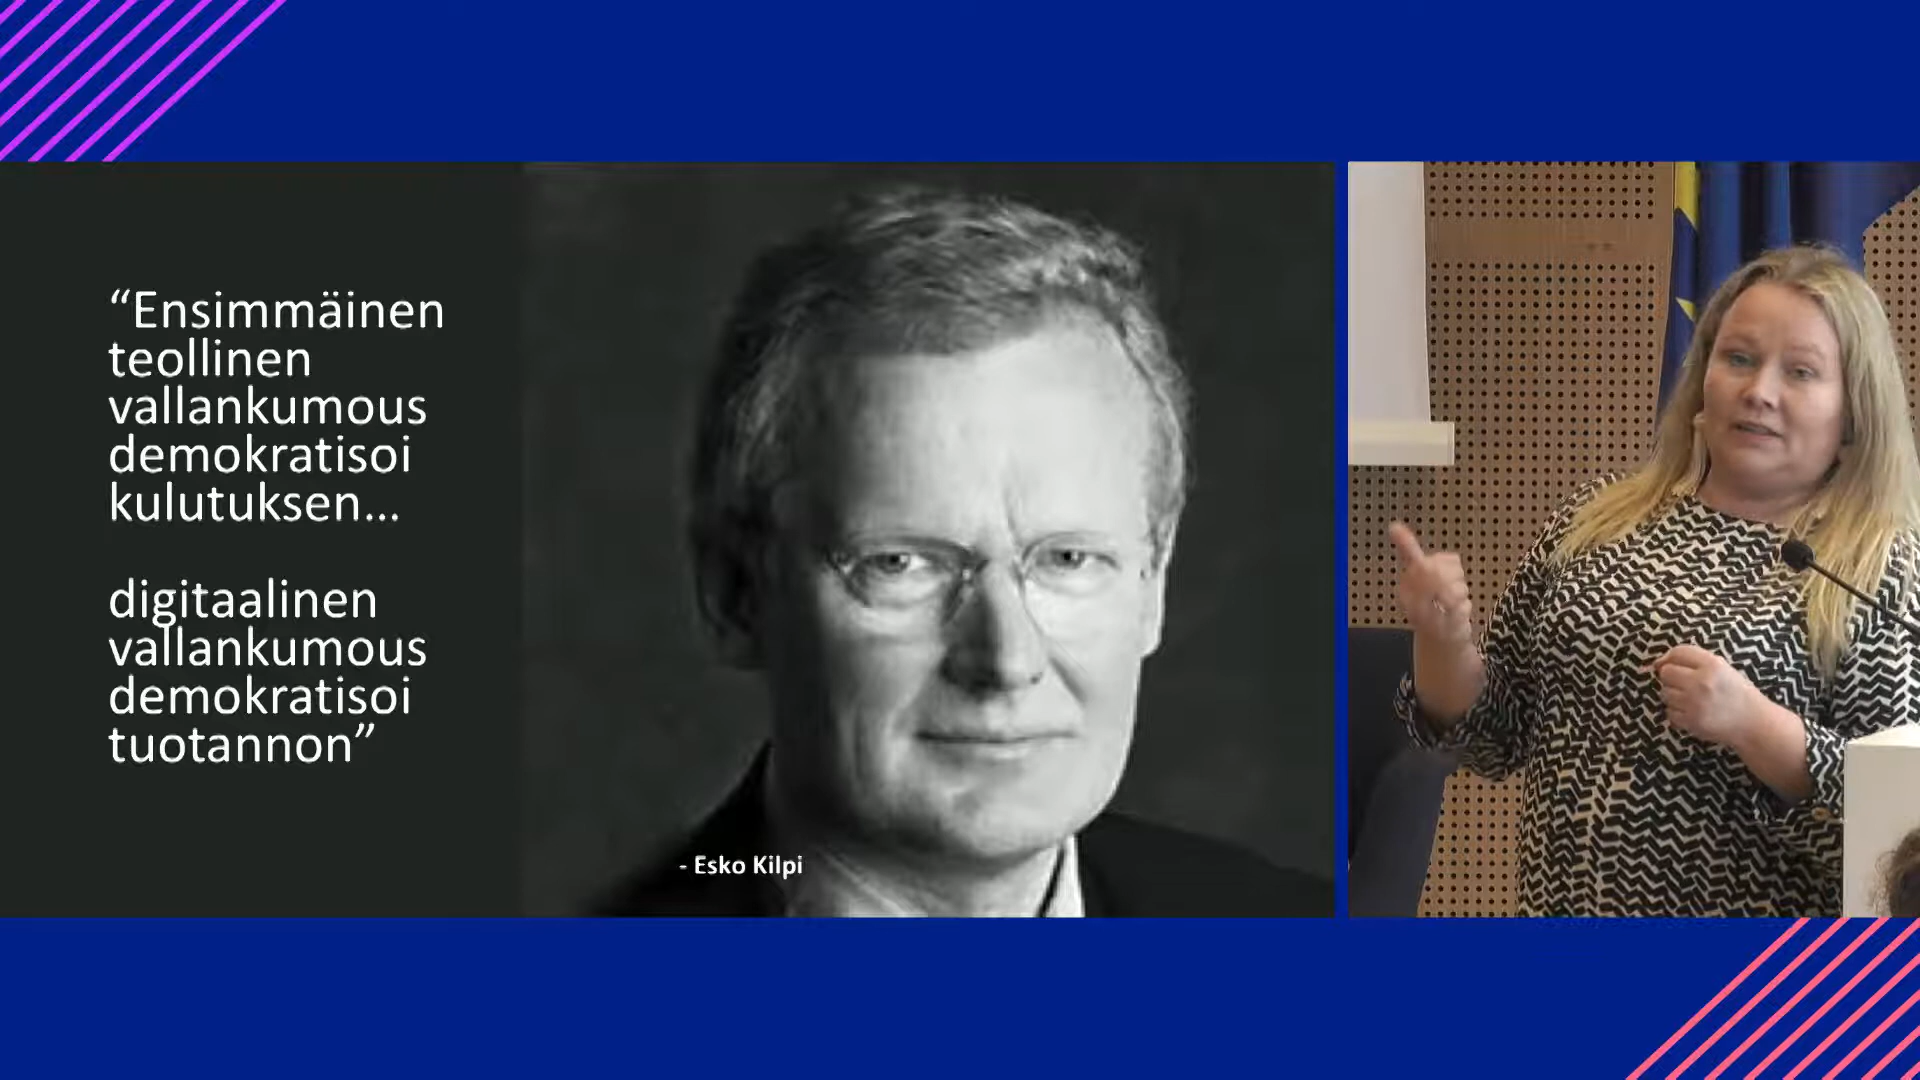 “Ensimmäinen
teollinen
vallankumous
demokratisoi
kulutuksen...
digitaalinen
vallankumous
demokratisoi
tuotannon”
- Esko Kilpi